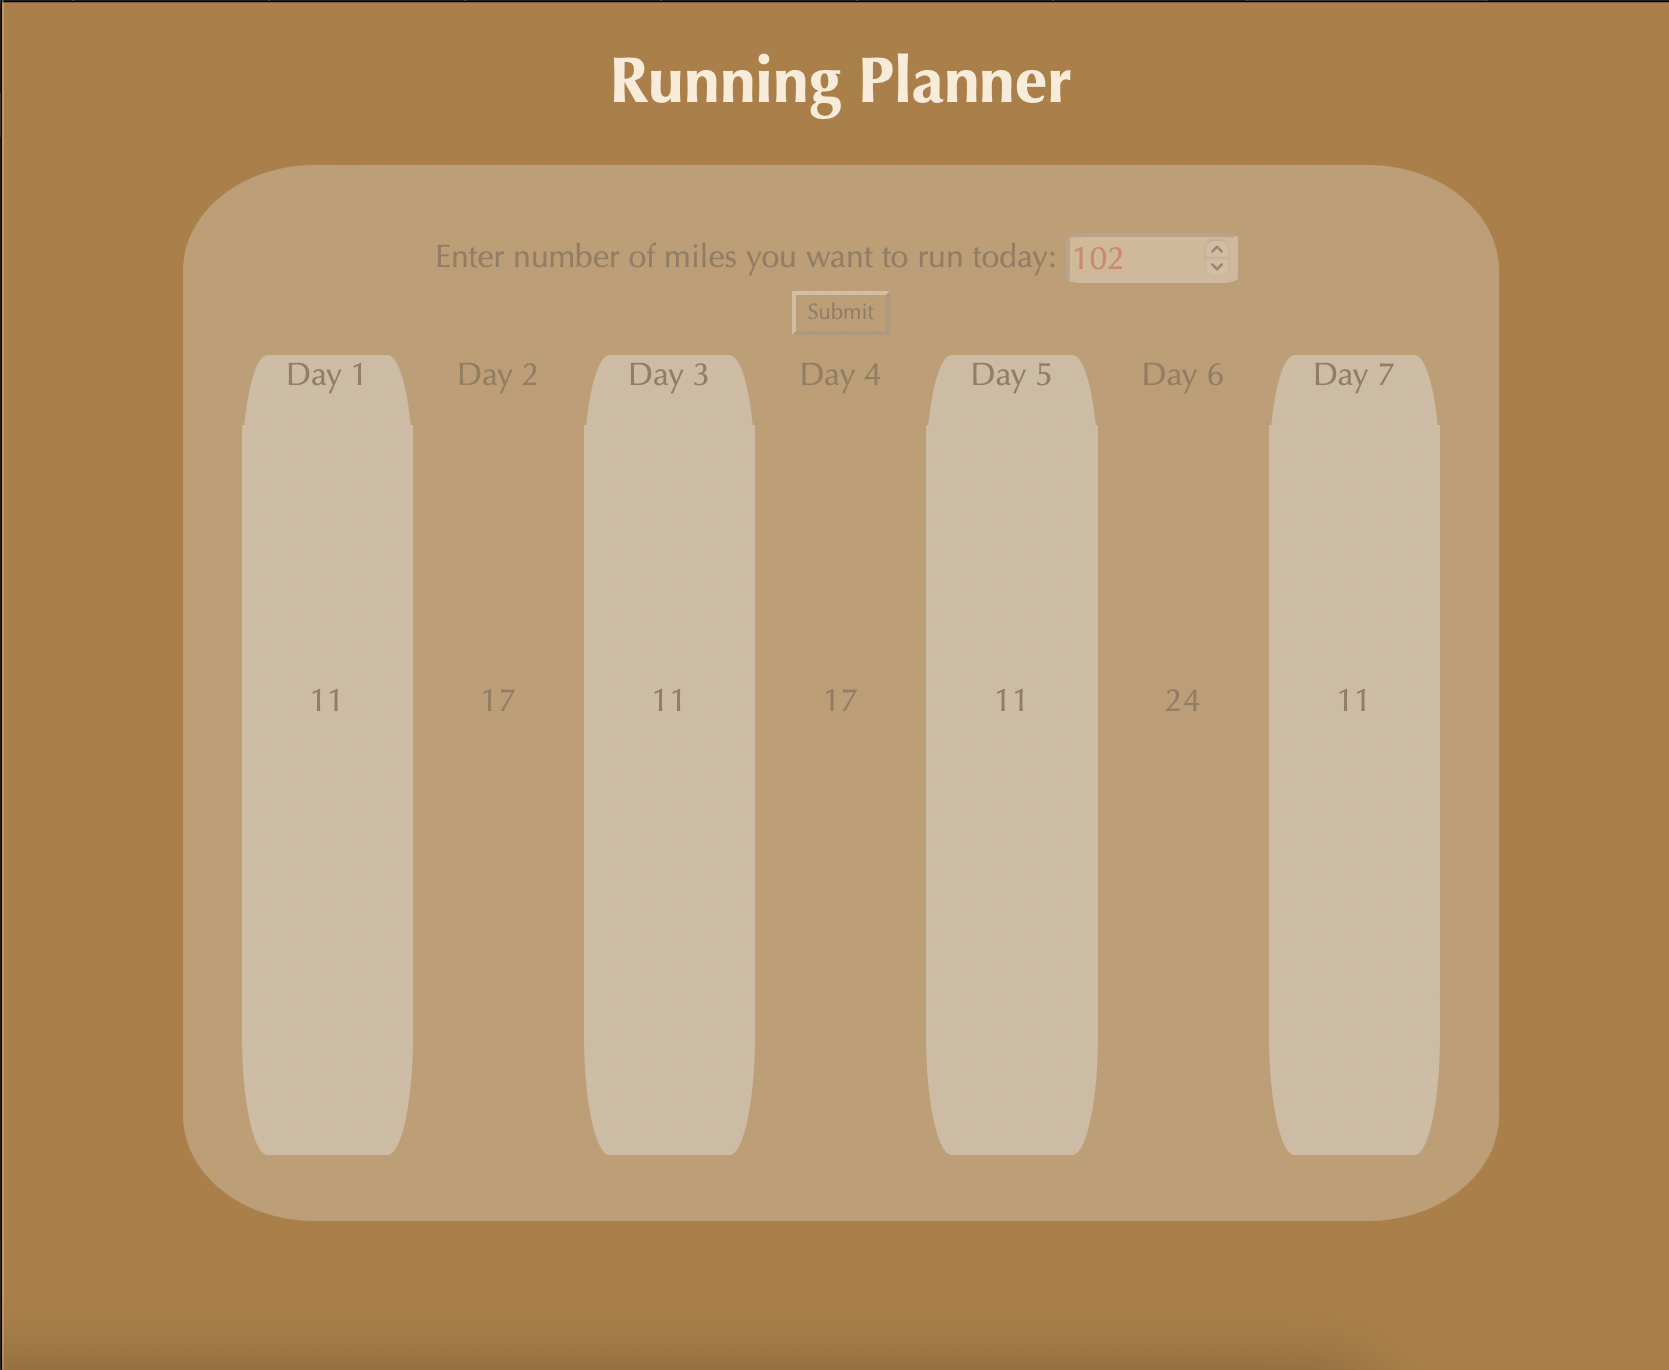 Running Planner
Enter number of miles you want to run today: 102
Submit
Day 1 Day 2 Day 3 Day 4 Day 5 Day 6 Day 7
11 17 11 17 11 24 11